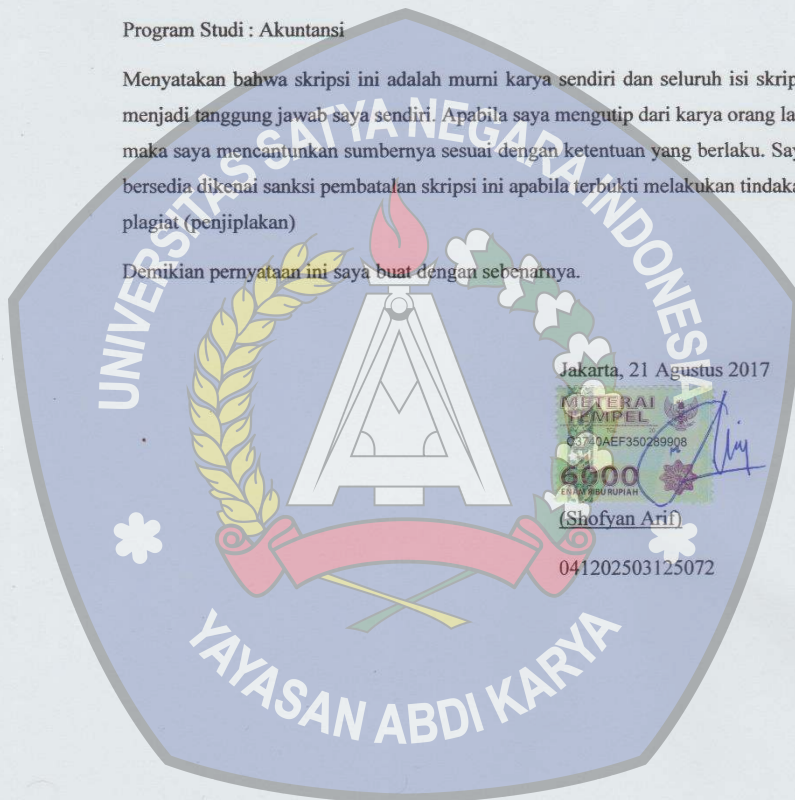 Program Studi : Akuntansi
Menyatakan bahwa skripsi ini adalah murni karya sendiri dan seluruh isi skrip
menjadi tanggung jawab saya sendiri. Apabila saya mengutip dari karya orang la
maka saya mencantunkan sumbernya sesuai dengan ketentuan yang berlaku. Say
bersedia dikenai sanksi pembatalan skripsi ini apabila terbukti melakukan tindaka
plagiat (penjiplakan)
Demikian pernyataan ini saya buat dengan sebenarnya.
UNIVERSITAS SATYA NEGARA INDONESIA
Jakarta, 21 Agustus 2017
METERAI
TEMPEL
C3740AEF350289908
6000
ENAM RIBU RUPIAH
(Shofyan Arif)
041202503125072
YAYASAN ABDI KARYA